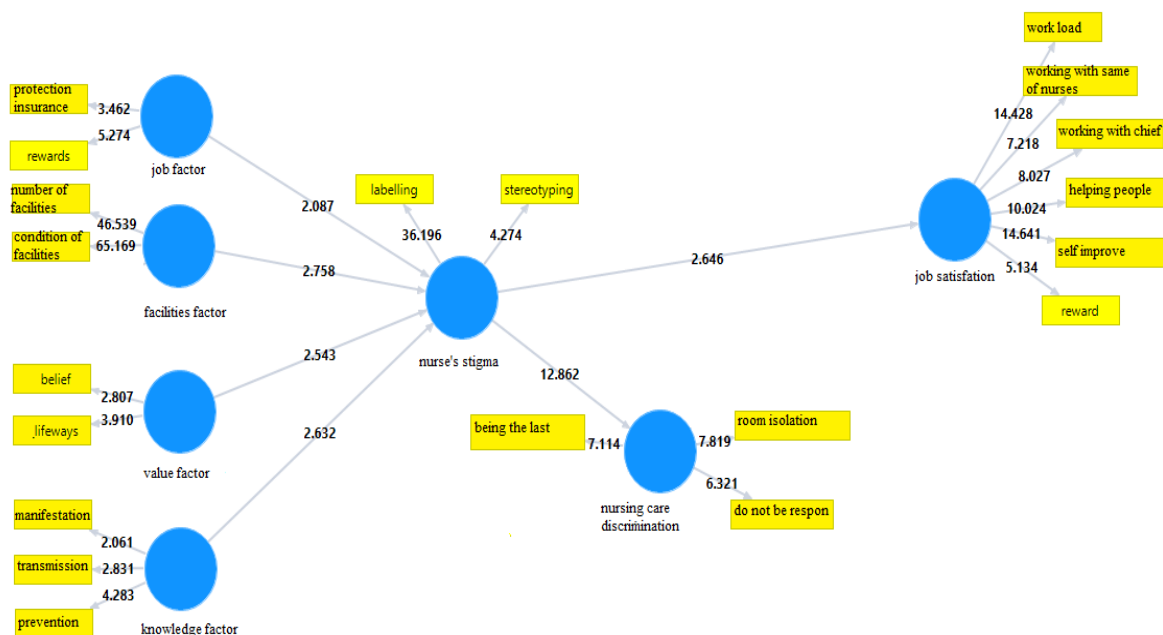 work load
working with same
of nurses
working with chief
helping people
self improve
reward
14.428
7.218
8.027
10.024
14.641
5.134
job satisfation
protection
insurance
rewards
3.462
5.274
job factor
number of
facilities
condition of
facilities
46.539
65.169
facilities factor
belief
,lifeways
2.807
3.910
value factor
manifestation
transmission
prevention
2.061
2.831
4.283
knowledge factor
2.087
2.758
2.543
2.632
labelling
stereotyping
36.196
4.274
nurse's stigma
2.646
12.862
being the last
room isolation
do not be respon
7.114
7.819
6.321
nursing care
discrimination